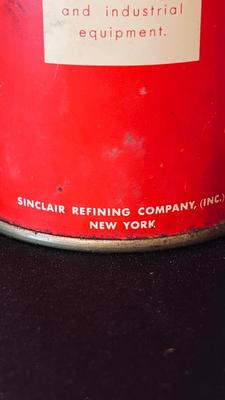 and industrial
equipment.
SINCLAIR REFINING COMPANY, (INC.)
NEW YORK